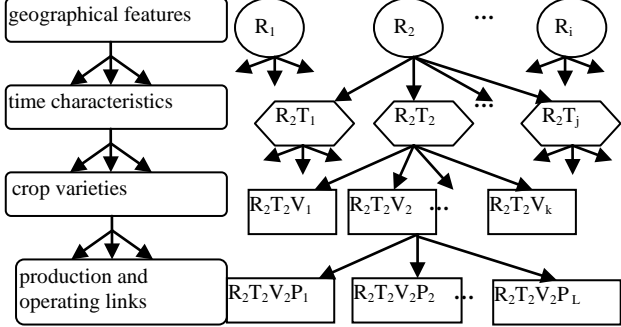 geographical features R₁ R₂ ... Rᵢ
time characteristics R₂T₁ R₂T₂ ... R₂Tⱼ
crop varieties R₂T₂V₁ R₂T₂V₂ ... R₂T₂Vₖ
production and
operating links R₂T₂V₂P₁ R₂T₂V₂P₂ ... R₂T₂V₂P L